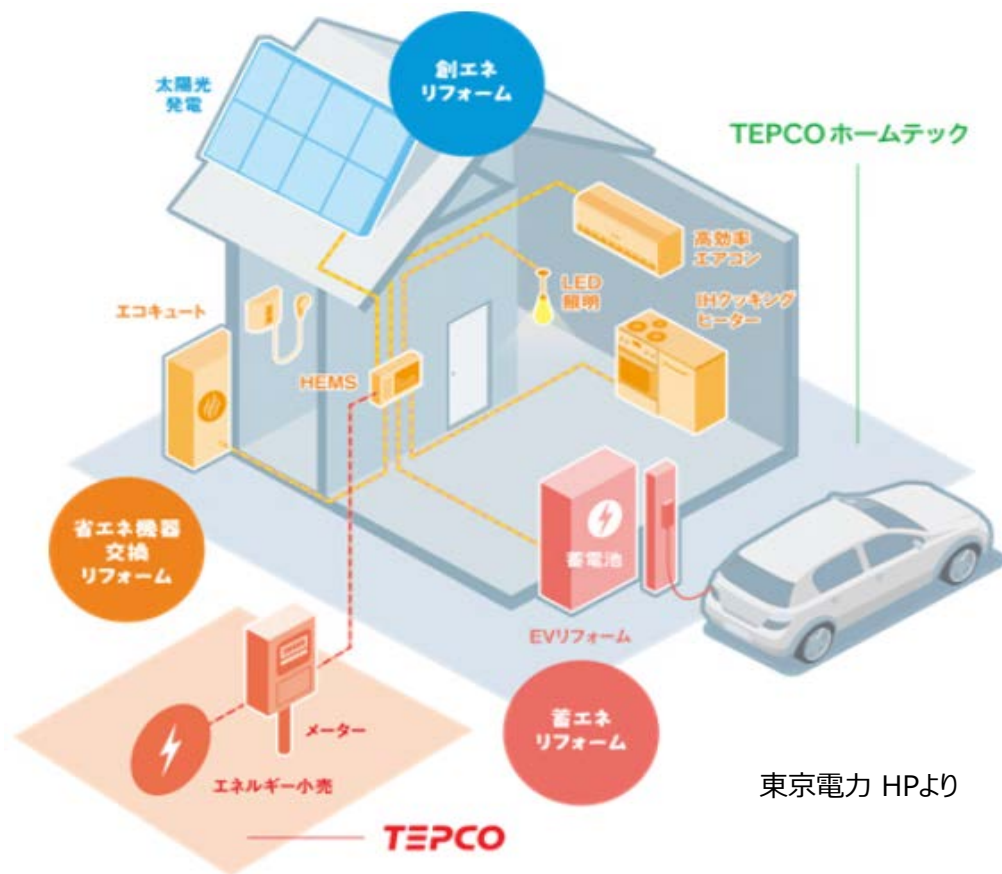 創エネ
リフォーム
太陽光
発電
TEPCO ホームテック
高効率
エアコン
LED
照明
IHクッキング
ヒーター
エコキュート
HEMS
省エネ機器
交換
リフォーム
蓄電池
EVリフォーム
蓄エネ
リフォーム
メーター
エネルギー小売
東京電力 HPより
TEPCO